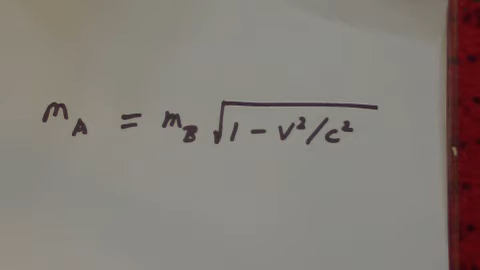 m_A = m_B √(1 - v²/c²)